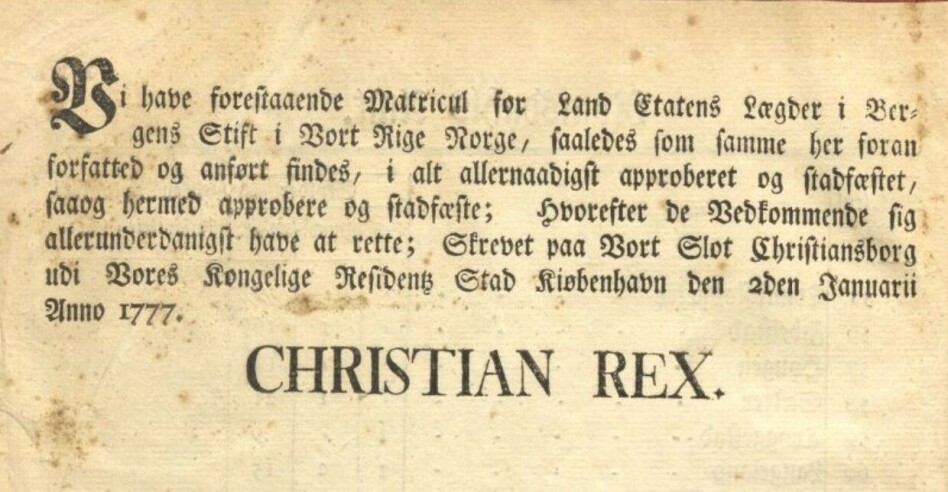 Vi have forestaaende Matricul for Land Etatens Lægder i Ber-
gens Stift i Vort Rige Norge, saaledes som samme her foran
forfatted og anført findes, i alt allernaadigst approberet og stadfæstet,
saaog hermed approbere og stadfæste; Hvorefter de Vedkommende sig
allerunderdanigst have at rette; Skrevet paa Vort Slot Christiansborg
udi Vores Kongelige Residentz Stad Kiøbenhavn den 2den Januarii
Anno 1777.
CHRISTIAN REX.